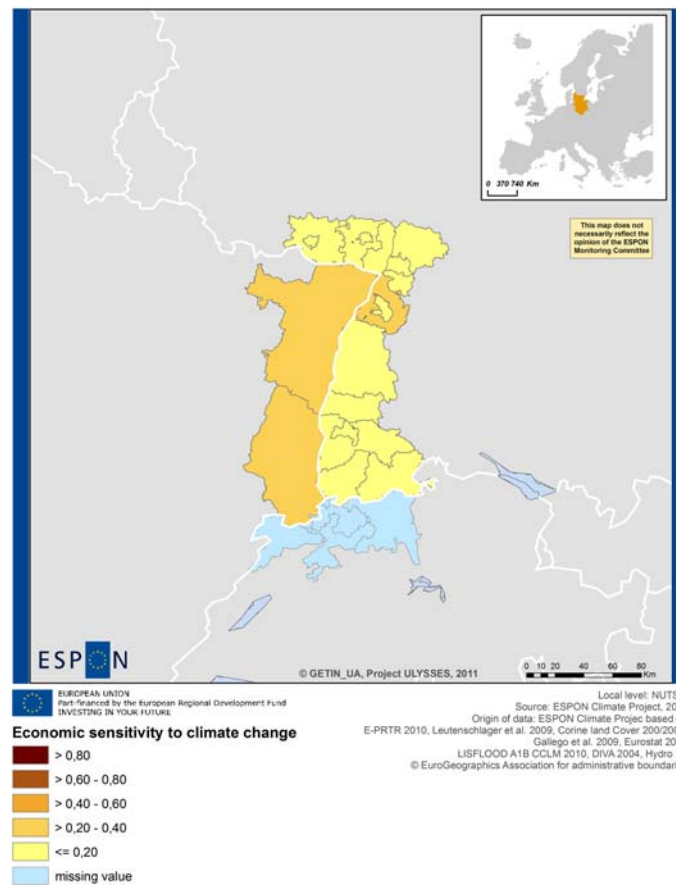 0 370 740 Km
This map does not
necessarily reflect the
opinion of the ESPON
Monitoring Committee
ESPON
© GETIN_UA, Project ULYSSES, 2011
0 10 20 40 60 80
Km
EUROPEAN UNION
Part-financed by the European Regional Development Fund
INVESTING IN YOUR FUTURE
Local level: NUTS
Source: ESPON Climate Project, 20
Origin of data: ESPON Climate Projec based
E-PRTR 2010, Leutenschlager et al. 2009, Corine land Cover 200/200
Gallego et al. 2009, Eurostat 20
LISFLOOD A1B CCLM 2010, DIVA 2004, Hydro
© EuroGeographics Association for administrative boundari
Economic sensitivity to climate change
> 0,80
> 0,60 - 0,80
> 0,40 - 0,60
> 0,20 - 0,40
<= 0,20
missing value